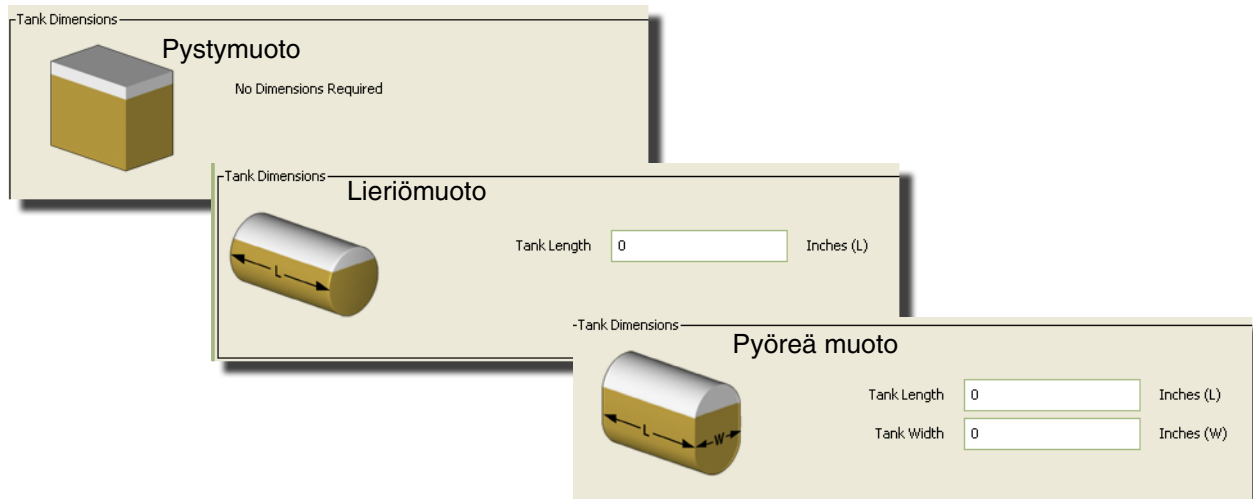 Tank Dimensions
Pystymuoto
No Dimensions Required
Tank Dimensions
Lieriömuoto
Tank Length 0 Inches (L)
L
Tank Dimensions
Pyöreä muoto
Tank Length 0 Inches (L)
Tank Width 0 Inches (W)
L W